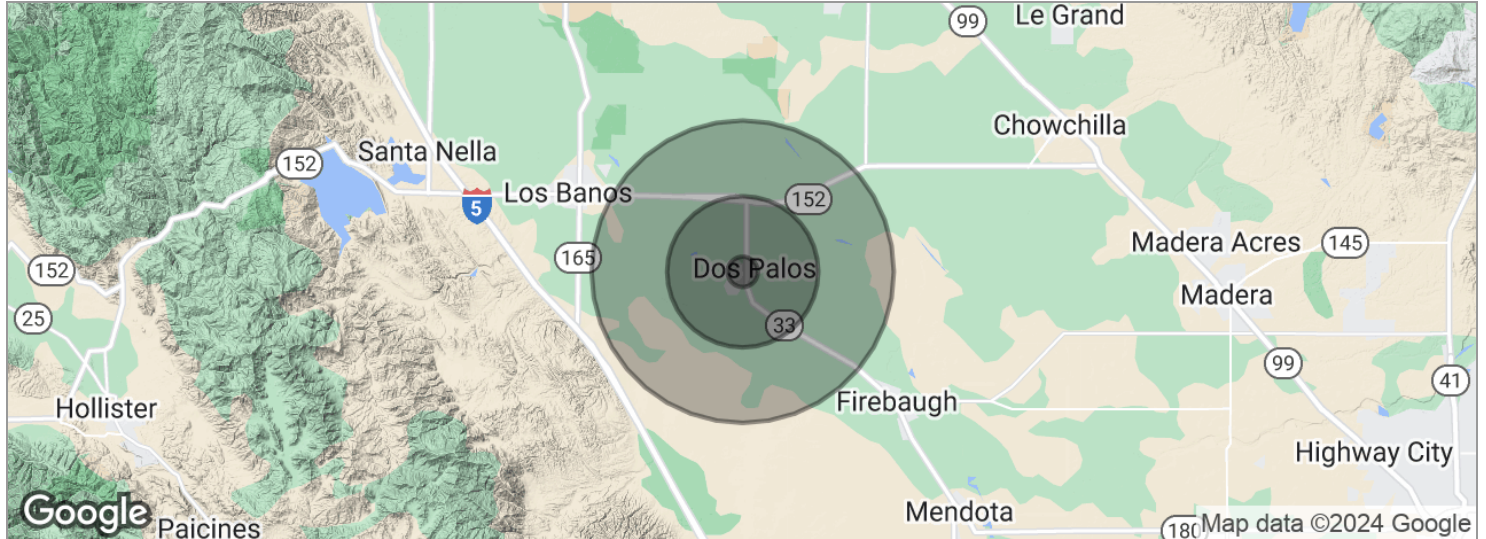 99
Le Grand
Chowchilla
152
Santa Nella
5
Los Banos
152
Madera Acres
145
152
165
Dos Palos
Madera
25
33
99
41
Hollister
Firebaugh
Highway City
Google
Paicines
Mendota
180
Map data ©2024 Google